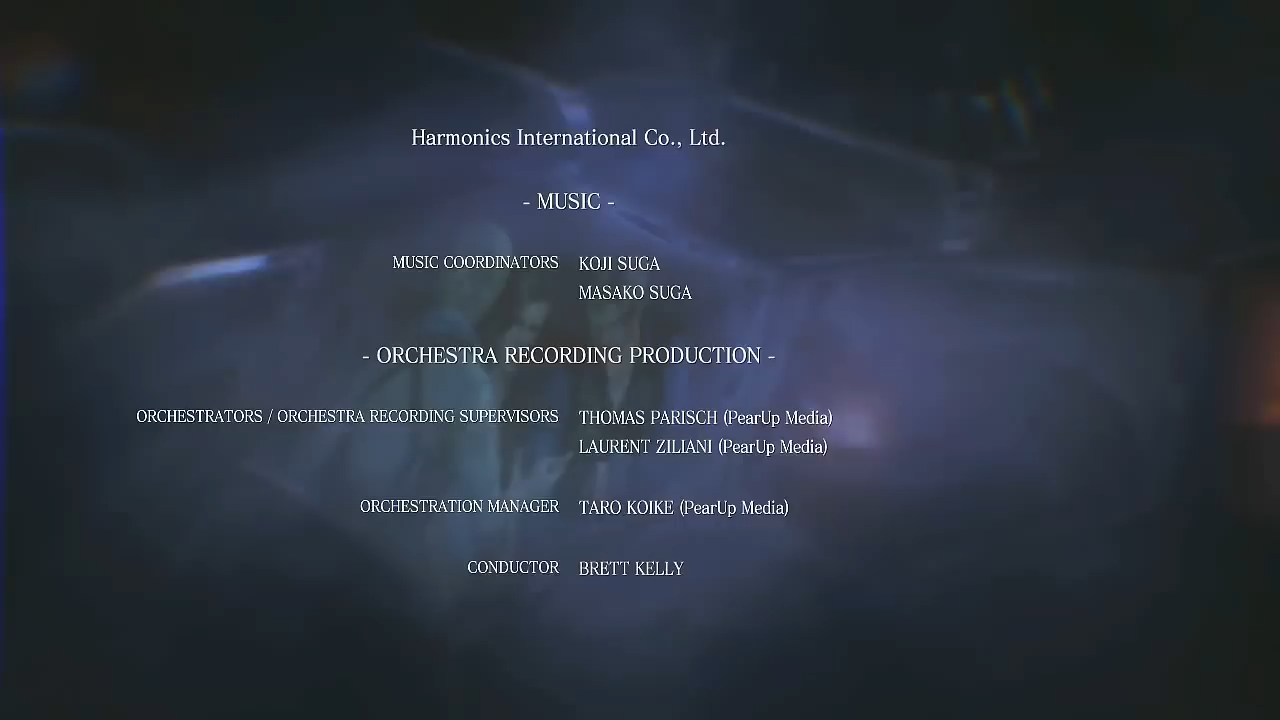 Harmonics International Co., Ltd.
- MUSIC -
MUSIC COORDINATORS KOJI SUGA
MASAKO SUGA
- ORCHESTRA RECORDING PRODUCTION -
ORCHESTRATORS / ORCHESTRA RECORDING SUPERVISORS THOMAS PARISCH (PearUp Media)
LAURENT ZILIANI (PearUp Media)
ORCHESTRATION MANAGER TARO KOIKE (PearUp Media)
CONDUCTOR BRETT KELLY